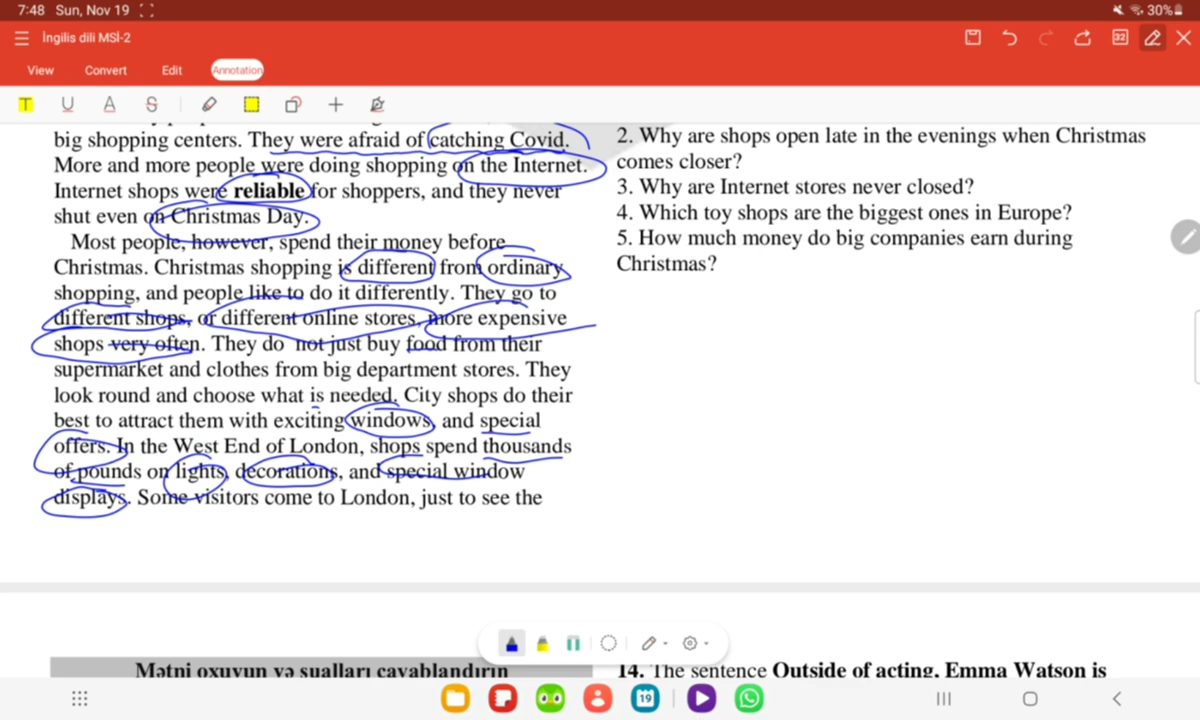 7:48 Sun, Nov 19
30%
İngilis dili MSİ-2
32
View Convert Edit Annotation
T U A S
big shopping centers. They were afraid of catching Covid.
More and more people were doing shopping on the Internet.
Internet shops were reliable for shoppers, and they never
shut even on Christmas Day.
Most people, however, spend their money before
Christmas. Christmas shopping is different from ordinary
shopping, and people like to do it differently. They go to
different shops, or different online stores, more expensive
shops very often. They do not just buy food from their
supermarket and clothes from big department stores. They
look round and choose what is needed. City shops do their
best to attract them with exciting windows, and special
offers. In the West End of London, shops spend thousands
of pounds on lights, decorations, and special window
displays. Some visitors come to London, just to see the
2. Why are shops open late in the evenings when Christmas
comes closer?
3. Why are Internet stores never closed?
4. Which toy shops are the biggest ones in Europe?
5. How much money do big companies earn during
Christmas?
Mətni oxuyun və sualları cavablandırın
14. The sentence Outside of acting, Emma Watson is
19